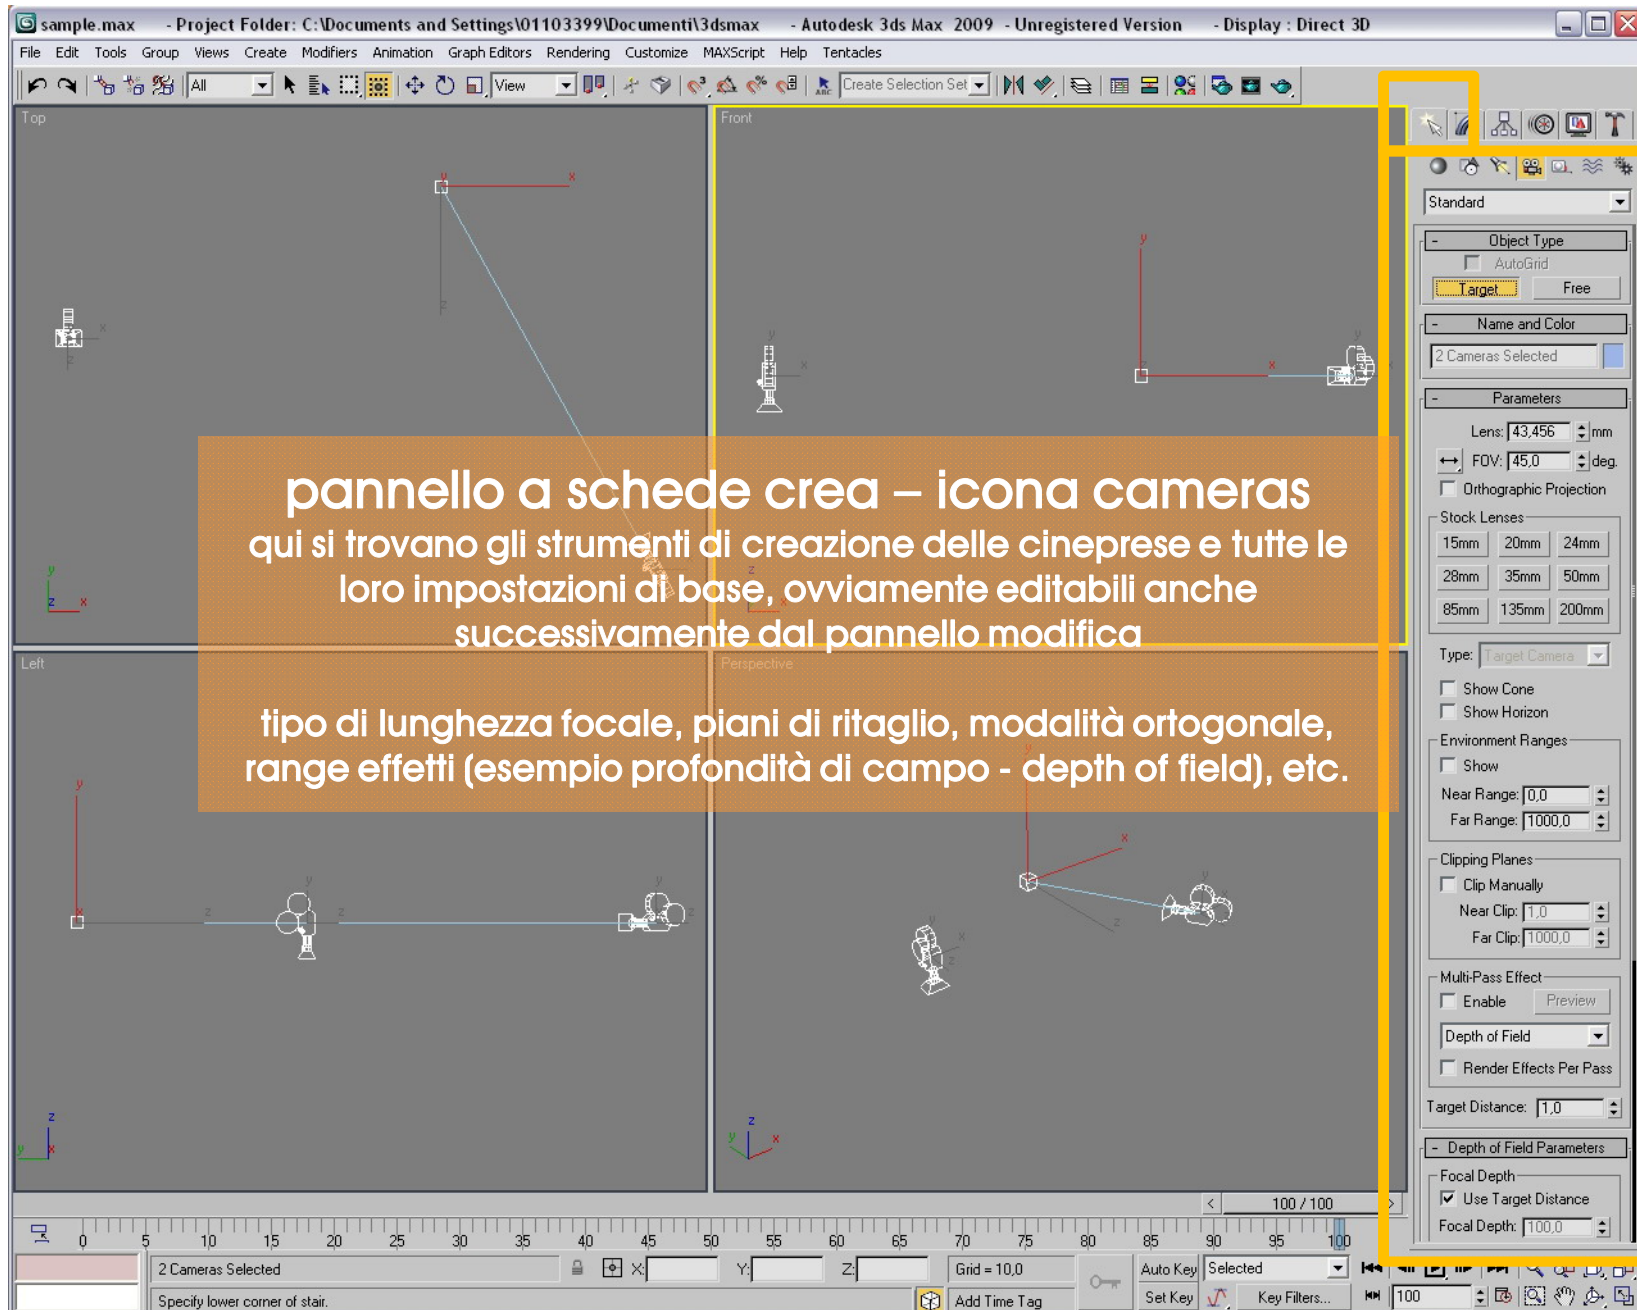 sample.max - Project Folder: C:\Documents and Settings\01103399\Documenti\3dsmax - Autodesk 3ds Max 2009 - Unregistered Version - Display : Direct 3D
File Edit Tools Group Views Create Modifiers Animation Graph Editors Rendering Customize MAXScript Help Tentacles
All View Create Selection Set
Top
Front
Standard
Object Type
AutoGrid
Target Free
Name and Color
2 Cameras Selected
Parameters
Lens: 43,456 mm
FOV: 45,0 deg.
Orthographic Projection
Stock Lenses
15mm 20mm 24mm
28mm 35mm 50mm
85mm 135mm 200mm
Type: Target Camera
Show Cone
Show Horizon
Environment Ranges
Show
Near Range: 0,0
Far Range: 1000,0
Clipping Planes
Clip Manually
Near Clip: 1,0
Far Clip: 1000,0
Multi-Pass Effect
Enable Preview
Depth of Field
Render Effects Per Pass
Target Distance: 1,0
Depth of Field Parameters
Focal Depth
Use Target Distance
Focal Depth: 100,0
pannello a schede crea – icona cameras
qui si trovano gli strumenti di creazione delle cineprese e tutte le
loro impostazioni di base, ovviamente editabili anche
successivamente dal pannello modifica
tipo di lunghezza focale, piani di ritaglio, modalità ortogonale,
range effetti (esempio profondità di campo - depth of field), etc.
Left
Perspective
100 / 100
0 5 10 15 20 25 30 35 40 45 50 55 60 65 70 75 80 85 90 95 100
2 Cameras Selected X: Y: Z: Grid = 10,0 Auto Key Selected
Specify lower corner of stair. Add Time Tag Set Key Key Filters... 100